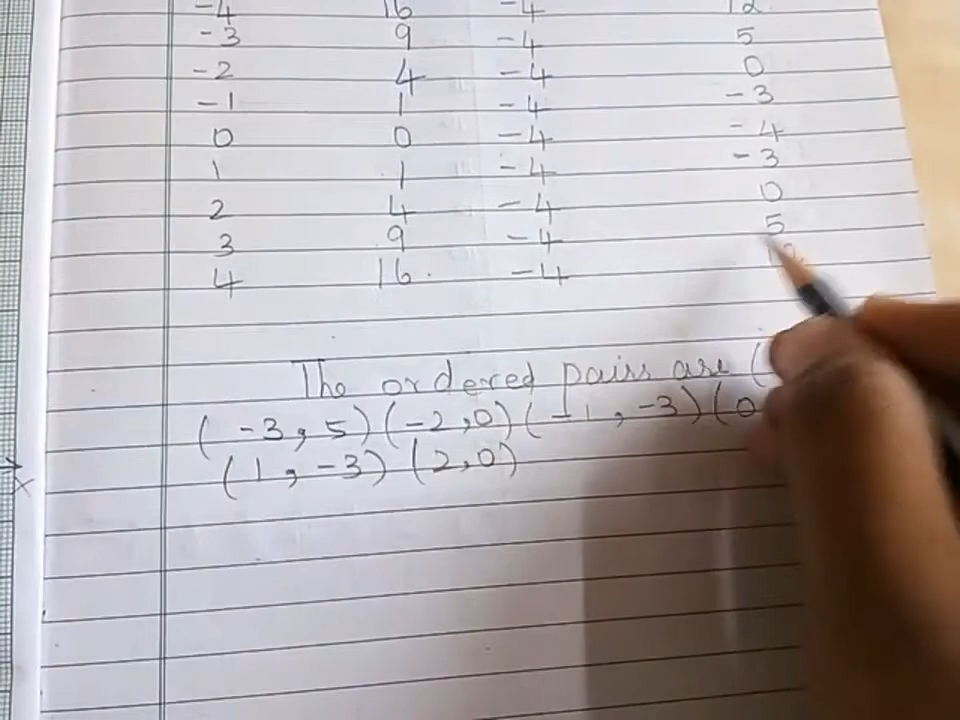 -4 16 -4 12
-3 9 -4 5
-2 4 -4 0
-1 1 -4 -3
0 0 -4 -4
1 1 -4 -3
2 4 -4 0
3 9 -4 5
4 16 -4
The ordered pairs are (
(-3, 5) (-2, 0) (-1, -3) (0
(1, -3) (2, 0)